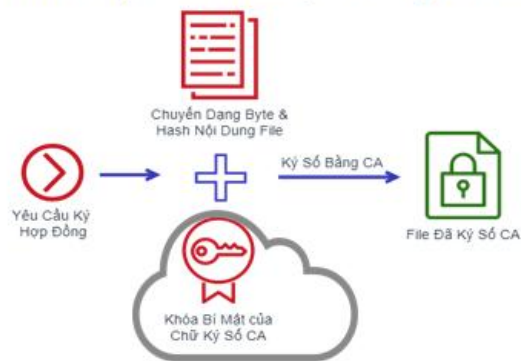 Chuyển Dạng Byte &
Hash Nội Dung File
Ký Số Bằng CA
Yêu Cầu Ký
Hợp Đồng
File Đã Ký Số CA
Khóa Bí Mật của
Chữ Ký Số CA